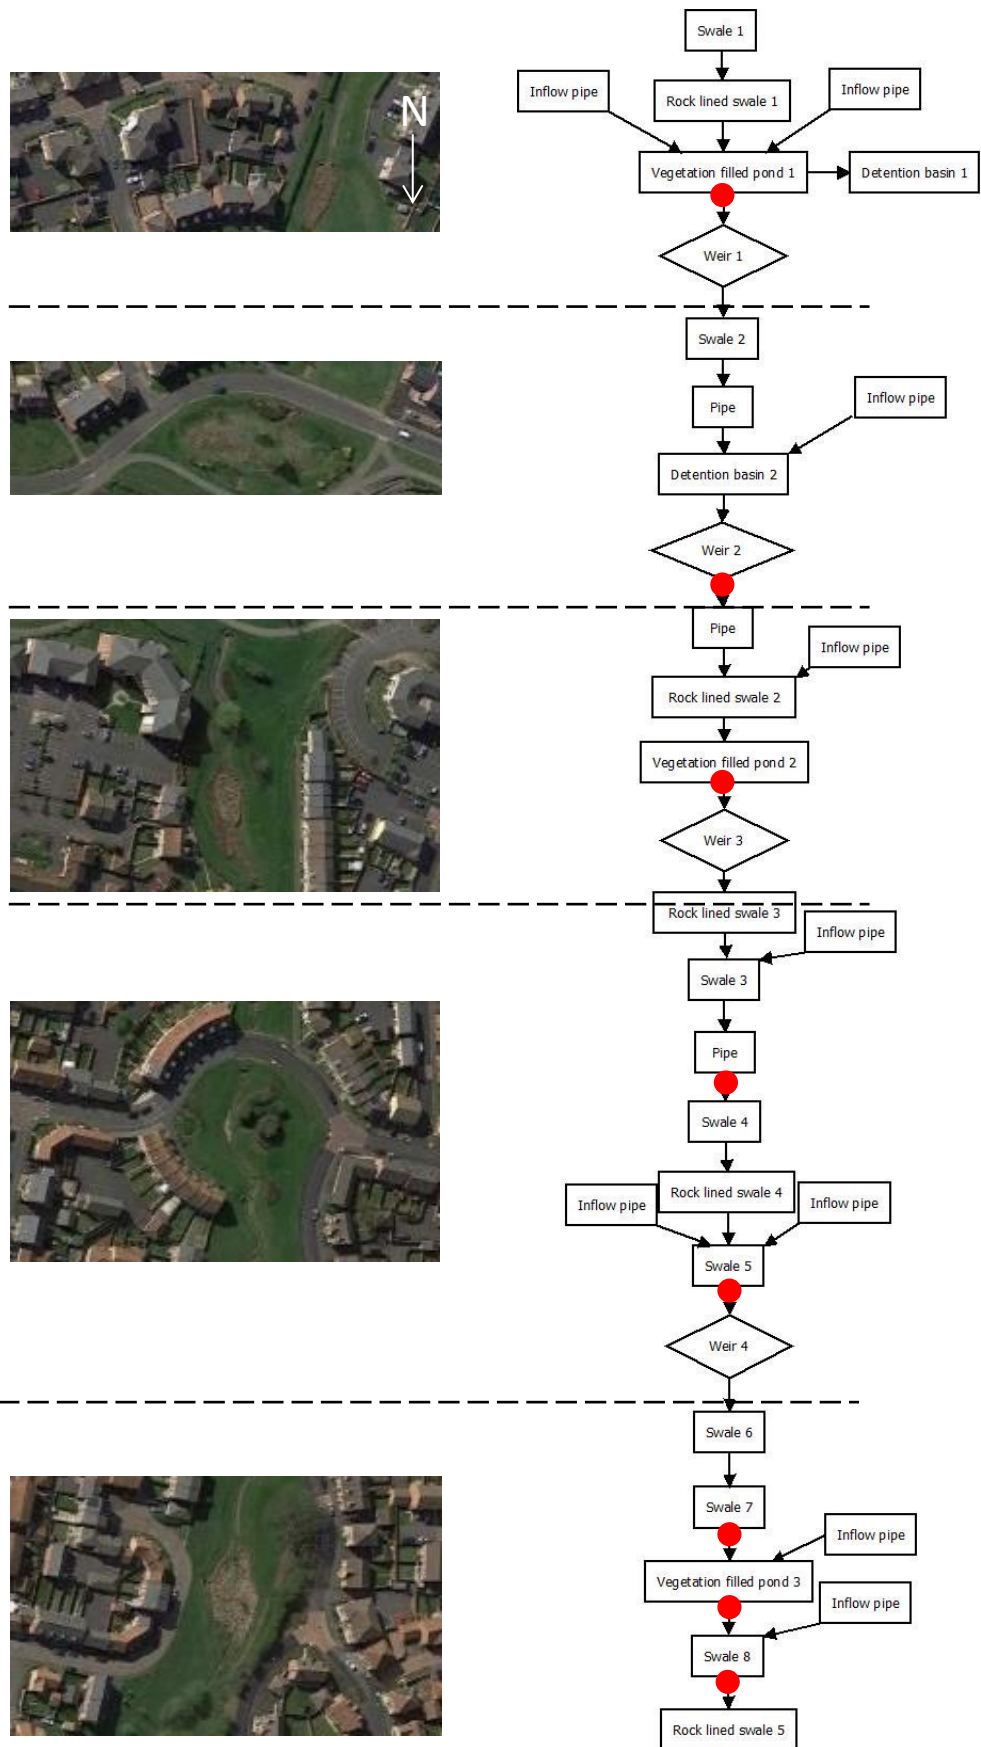 Swale 1
N
Inflow pipe
Rock lined swale 1
Inflow pipe
Vegetation filled pond 1
Detention basin 1
Weir 1
Swale 2
Pipe
Inflow pipe
Detention basin 2
Weir 2
Pipe
Inflow pipe
Rock lined swale 2
Vegetation filled pond 2
Weir 3
Rock lined swale 3
Inflow pipe
Swale 3
Pipe
Swale 4
Rock lined swale 4
Inflow pipe
Inflow pipe
Swale 5
Weir 4
Swale 6
Swale 7
Inflow pipe
Vegetation filled pond 3
Inflow pipe
Swale 8
Rock lined swale 5